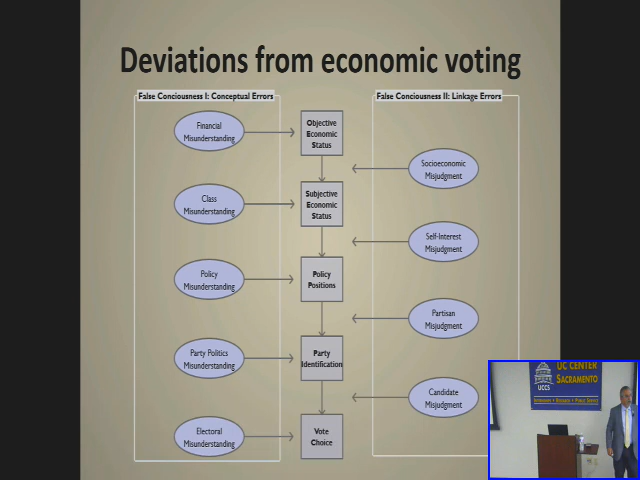 Deviations from economic voting
False Conciousness I: Conceptual Errors
False Conciousness II: Linkage Errors
Financial
Misunderstanding
Objective
Economic
Status
Socioeconomic
Misjudgment
Class
Misunderstanding
Subjective
Economic
Status
Self-Interest
Misjudgment
Policy
Misunderstanding
Policy
Positions
Partisan
Misjudgment
Party Politics
Misunderstanding
Party
Identification
Candidate
Misjudgment
Electoral
Misunderstanding
Vote
Choice
UC CENTER
SACRAMENTO
UCCS